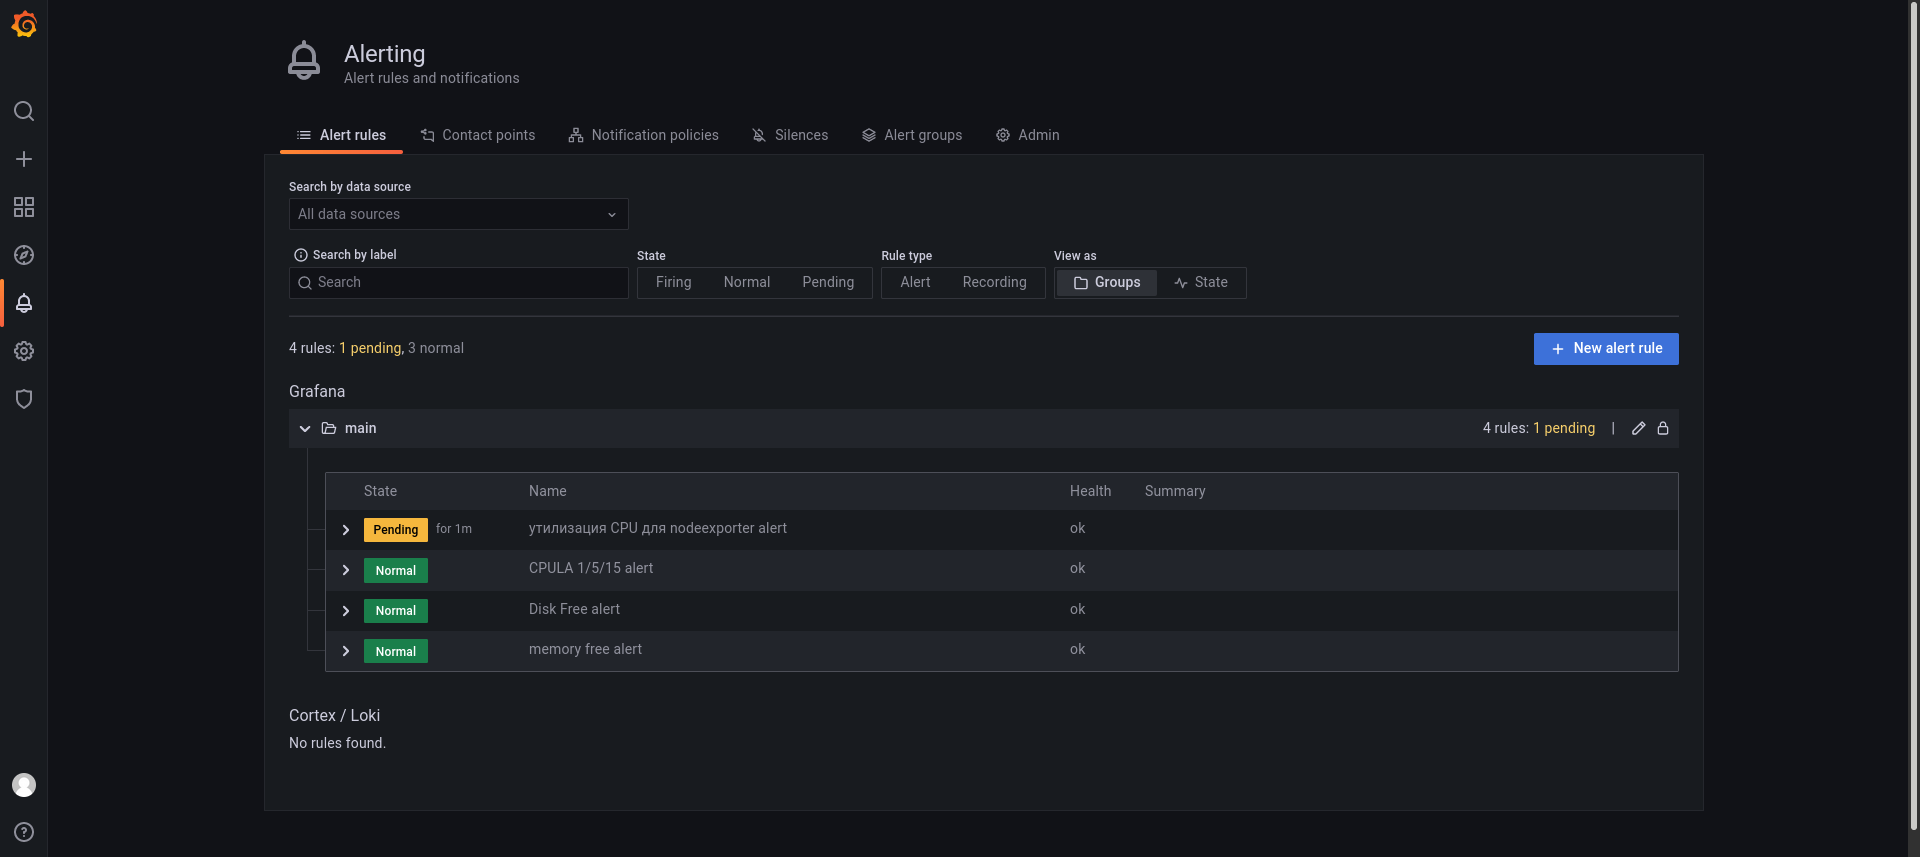 Alerting
Alert rules and notifications
Alert rules Contact points Notification policies Silences Alert groups Admin
Search by data source
All data sources
Search by label State Rule type View as
Search Firing Normal Pending Alert Recording Groups State
4 rules: 1 pending, 3 normal New alert rule
Grafana
main 4 rules: 1 pending |
State Name Health Summary
Pending for 1m утилизация CPU для nodeexporter alert ok
Normal CPULA 1/5/15 alert ok
Normal Disk Free alert ok
Normal memory free alert ok
Cortex / Loki
No rules found.